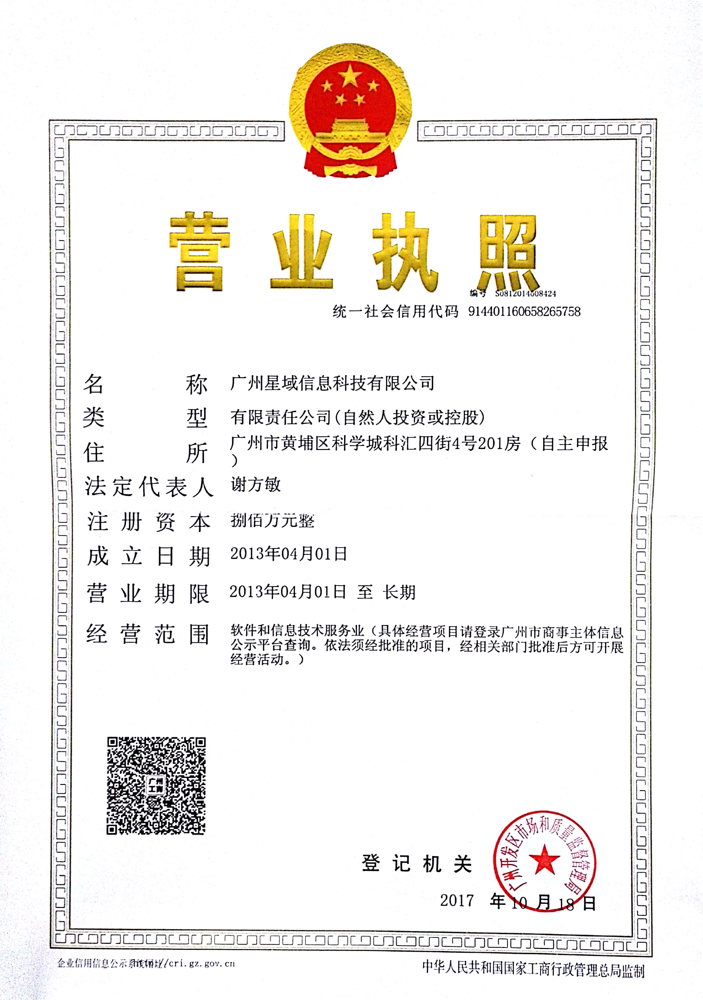 营业执照
编号 S0812014008424
统一社会信用代码 914401160658265758
名称 广州星域信息科技有限公司
类型 有限责任公司(自然人投资或控股)
住所 广州市黄埔区科学城科汇四街4号201房（自主申报
）
法定代表人 谢方敏
注册资本 捌佰万元整
成立日期 2013年04月01日
营业期限 2013年04月01日 至 长期
经营范围 软件和信息技术服务业（具体经营项目请登录广州市商事主体信息
公示平台查询。依法须经批准的项目，经相关部门批准后方可开展
经营活动。）
广州
工商
登记机关
广州开发区市场和质量监督管理局
2017 年 10 月 18 日
企业信用信息公示系统网址http://cri.gz.gov.cn
中华人民共和国国家工商行政管理总局监制